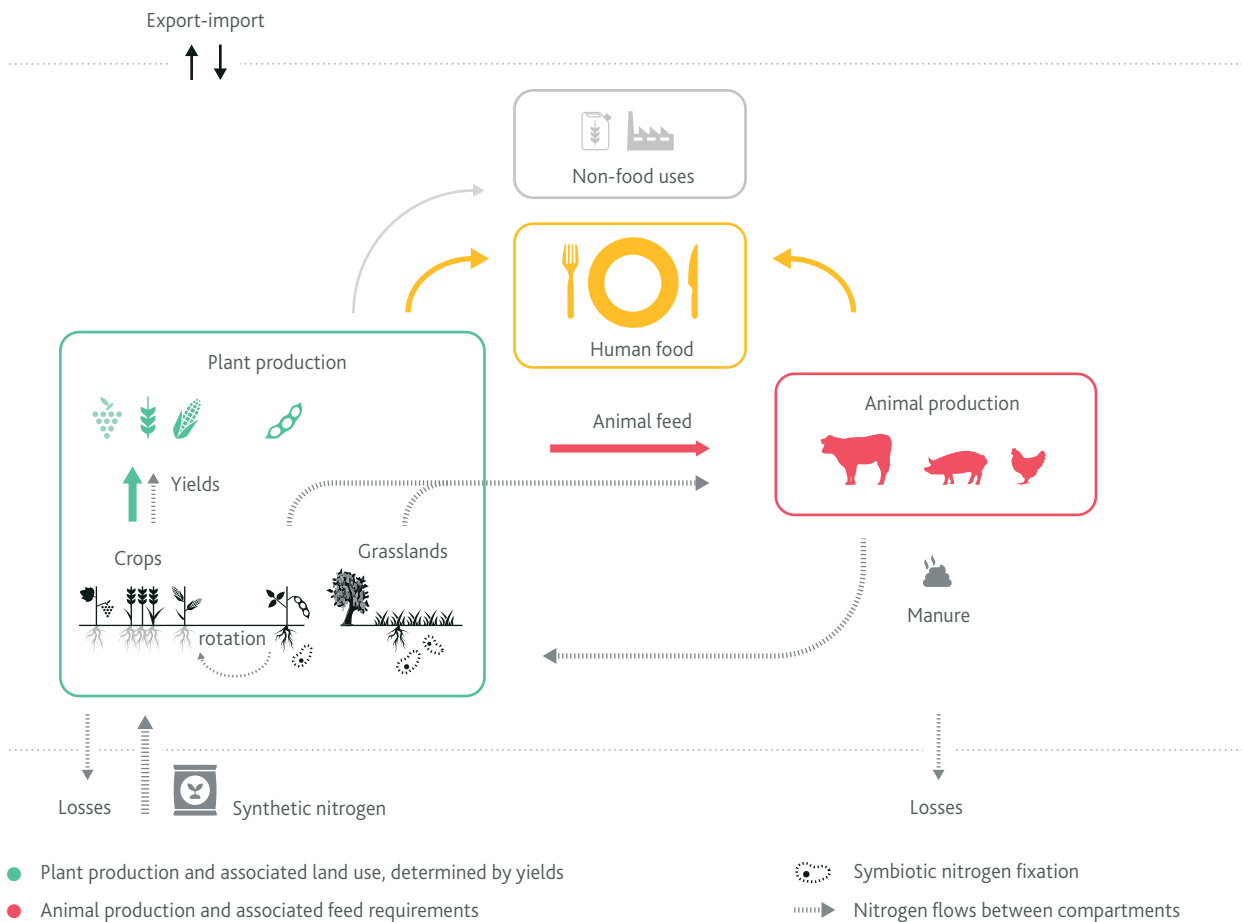 Export-import
Non-food uses
Human food
Plant production
Animal production
Animal feed
Yields
Crops
Grasslands
Manure
rotation
Losses
Synthetic nitrogen
Losses
Plant production and associated land use, determined by yields
Symbiotic nitrogen fixation
Animal production and associated feed requirements
Nitrogen flows between compartments